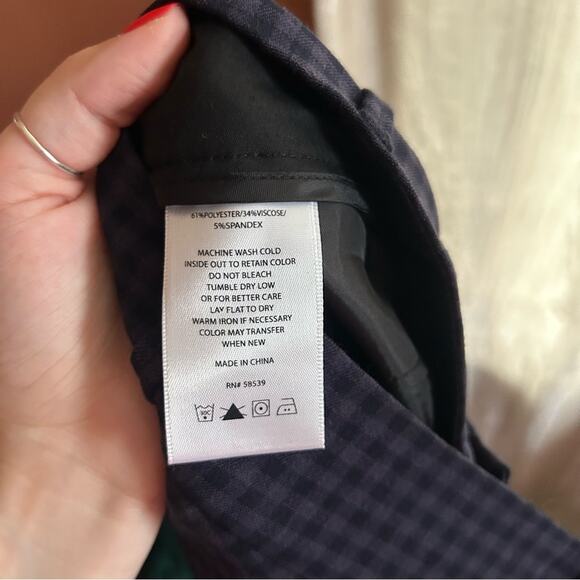 61%POLYESTER/34%VISCOSE/
5%SPANDEX
MACHINE WASH COLD
INSIDE OUT TO RETAIN COLOR
DO NOT BLEACH
TUMBLE DRY LOW
OR FOR BETTER CARE
LAY FLAT TO DRY
WARM IRON IF NECESSARY
COLOR MAY TRANSFER
WHEN NEW
MADE IN CHINA
RN# 58539
30C